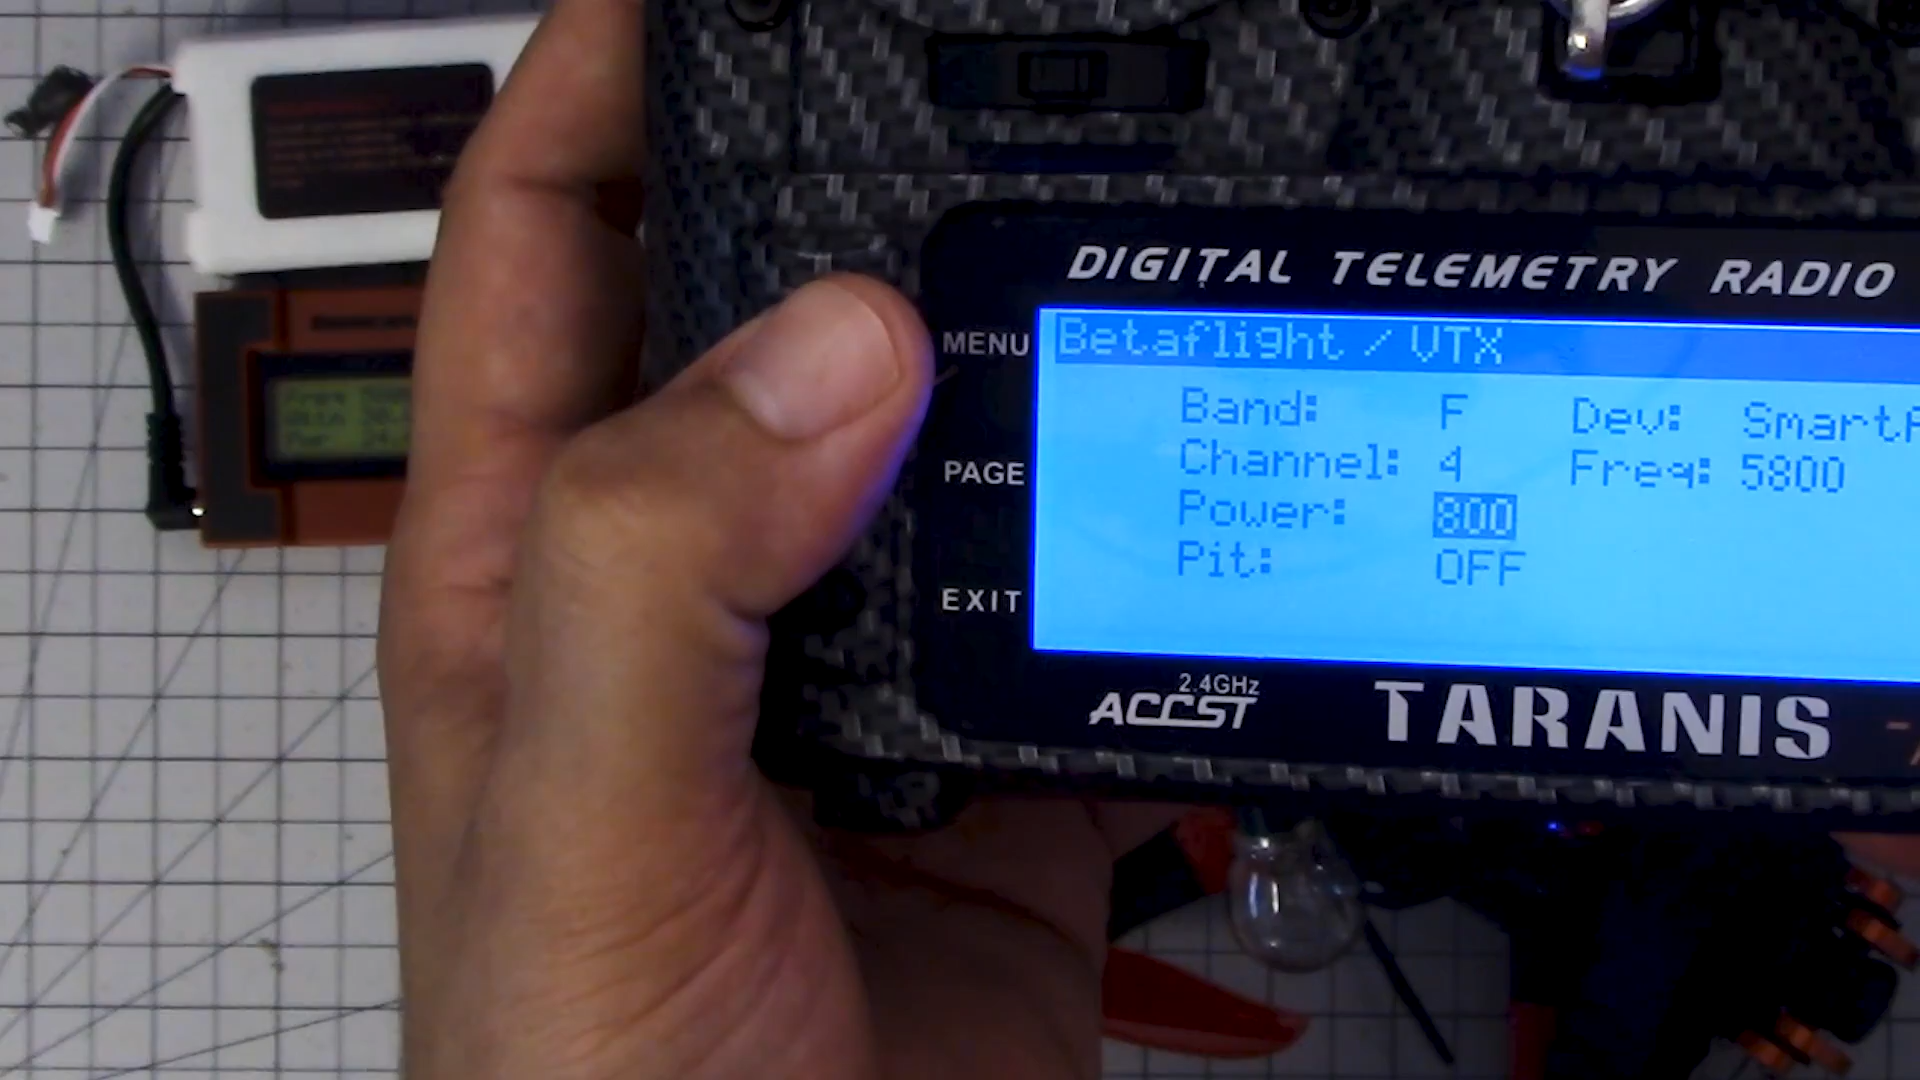 DIGITAL TELEMETRY RADIO
MENU
PAGE
EXIT
Betaflight / VTX
Band: F Dev:
Channel: 4 Freq: 5800
Power: 800
Pit: OFF
2.4GHz
ACCST
TARANIS